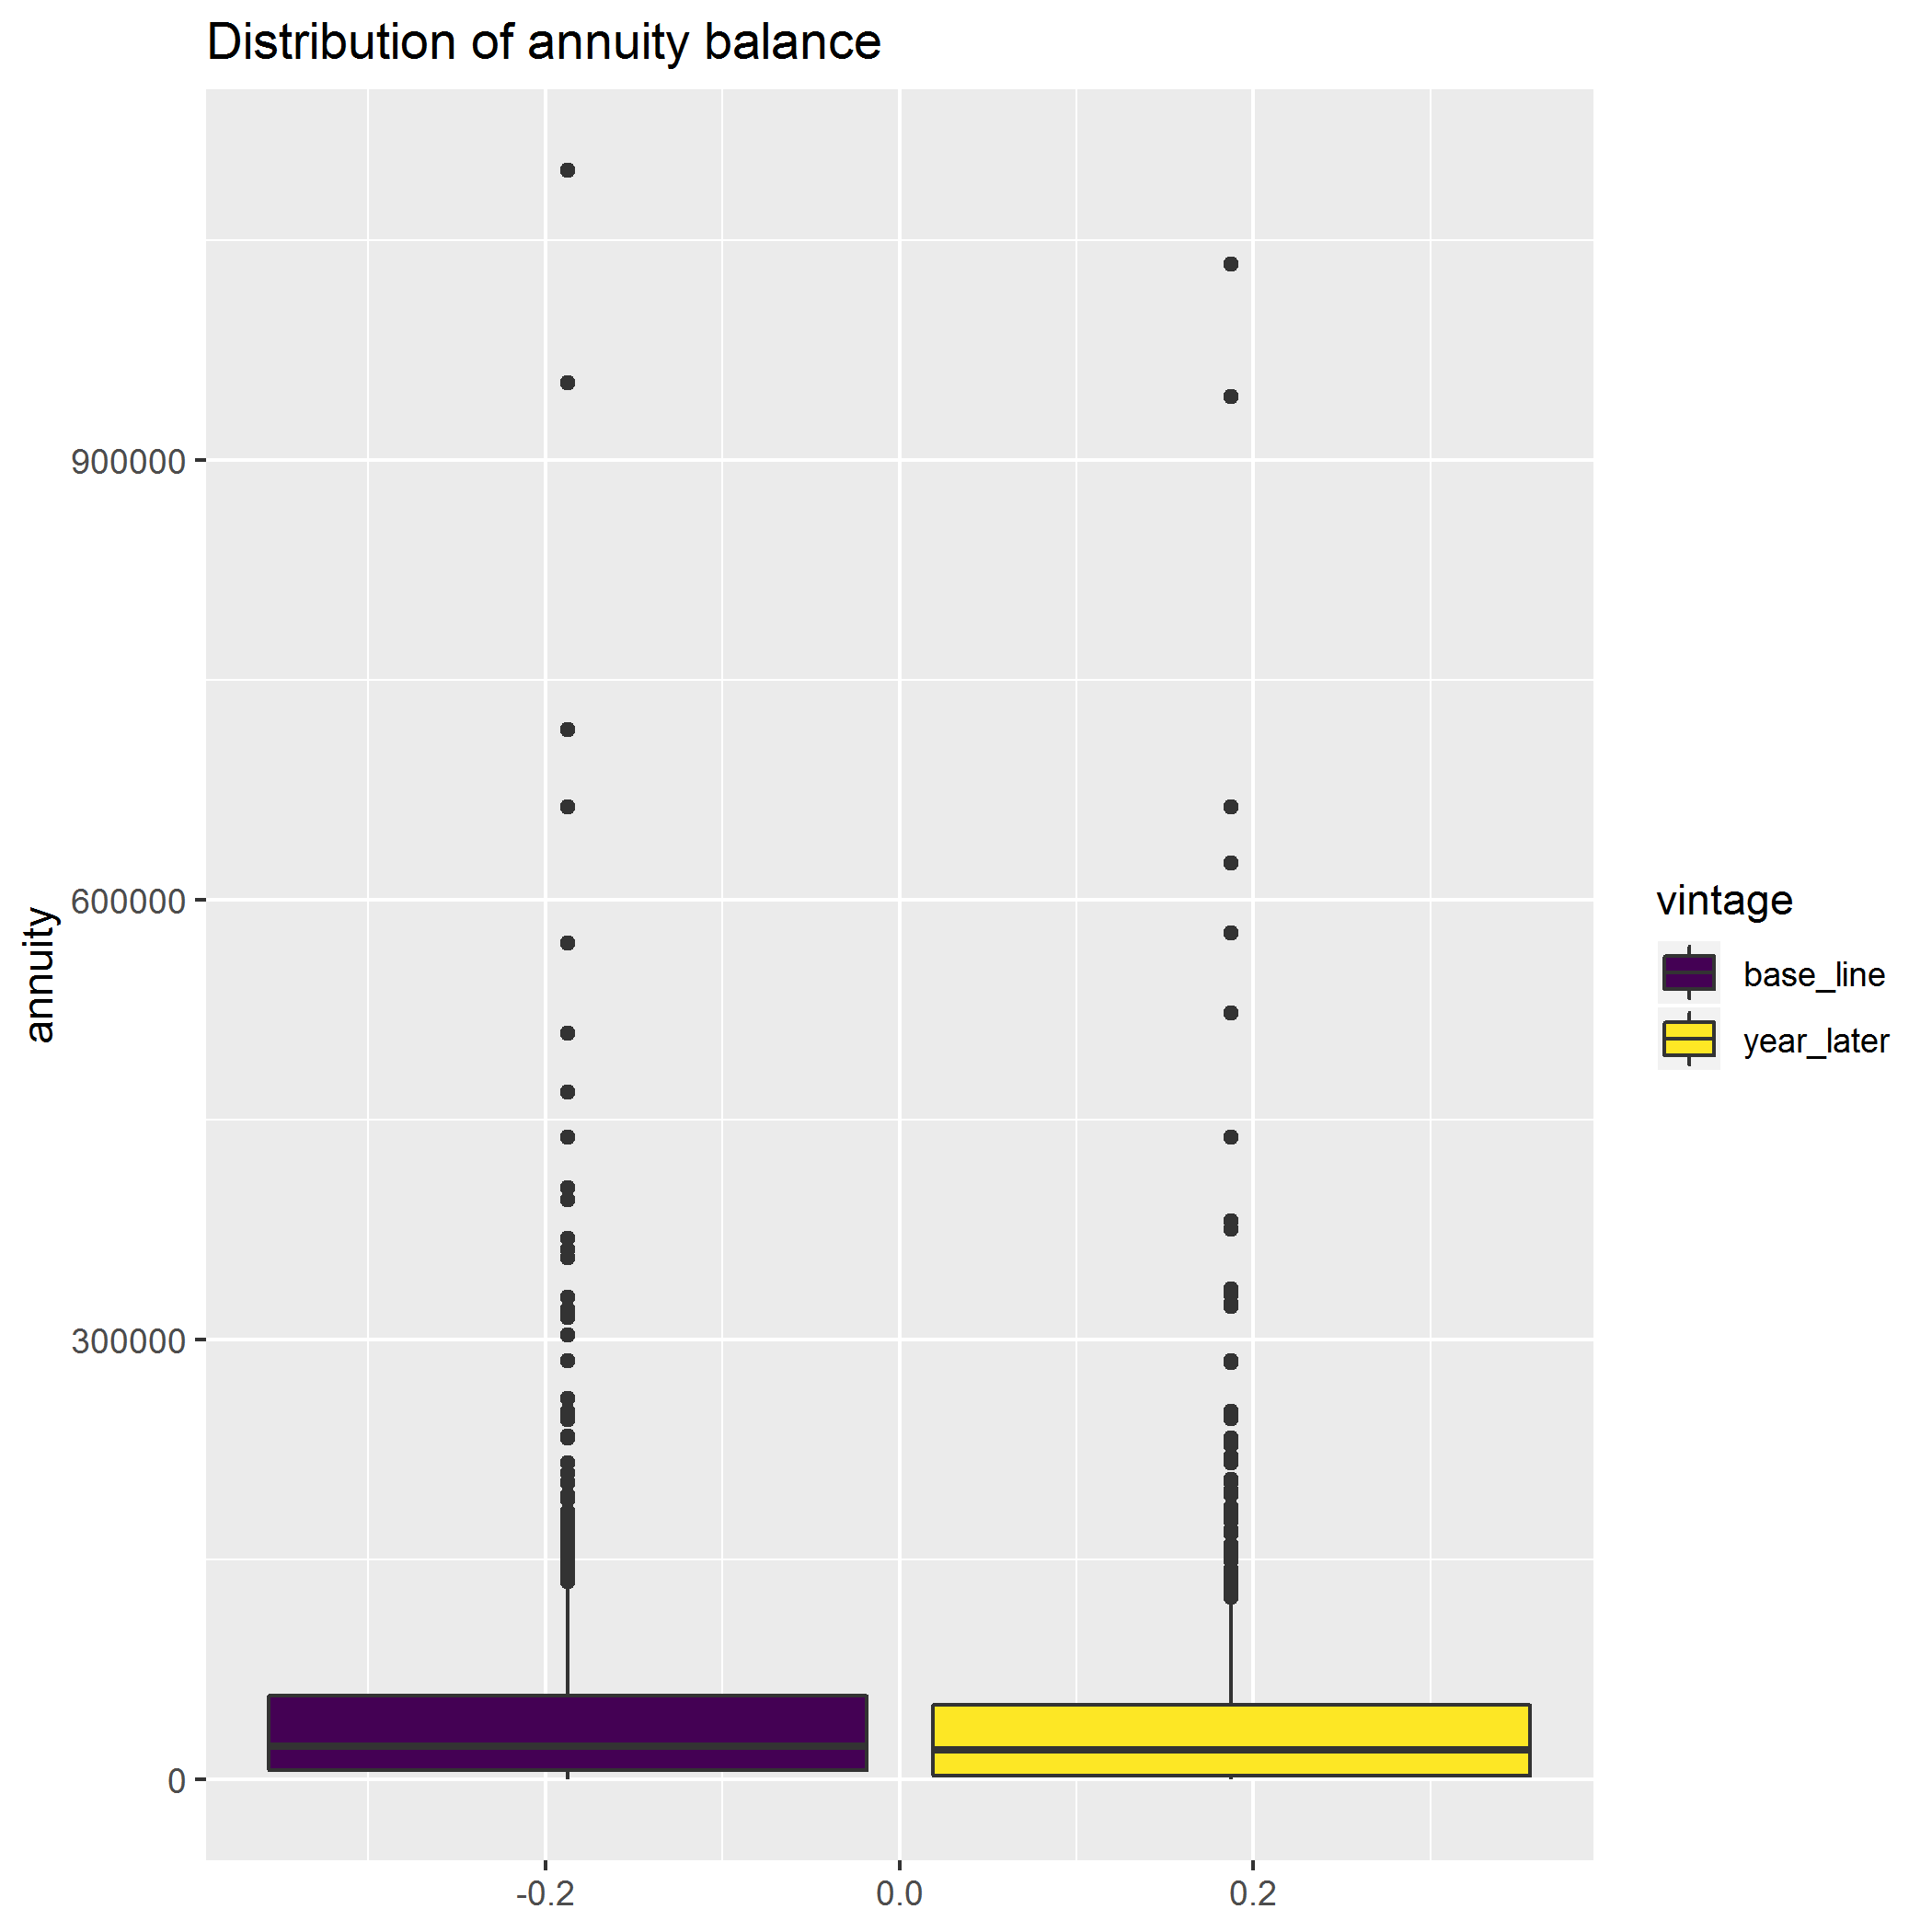 Distribution of annuity balance
900000
600000
300000
0
annuity
-0.2
0.0
0.2
vintage
base_line
year_later